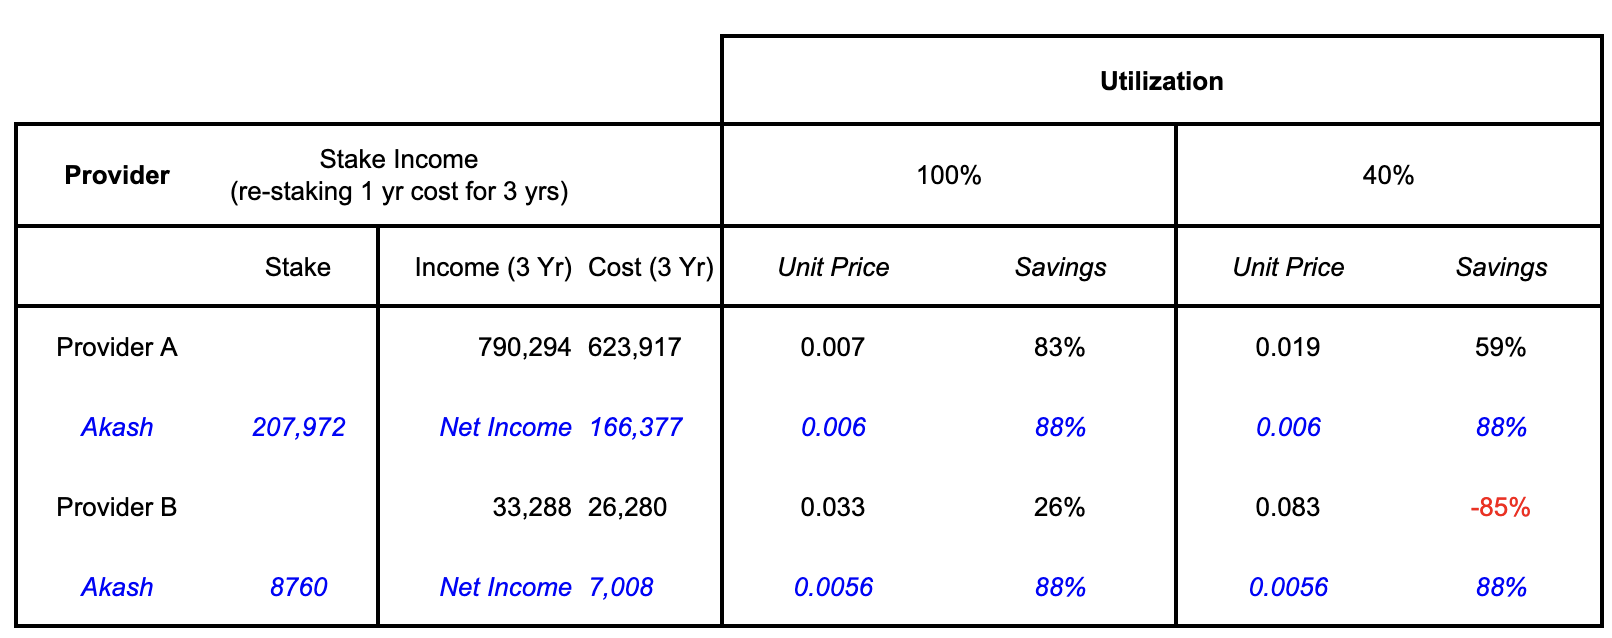 Utilization
Provider Stake Income 100% 40%
(re-staking 1 yr cost for 3 yrs)
Stake Income (3 Yr) Cost (3 Yr) Unit Price Savings Unit Price Savings
Provider A 790,294 623,917 0.007 83% 0.019 59%
Akash 207,972 Net Income 166,377 0.006 88% 0.006 88%
Provider B 33,288 26,280 0.033 26% 0.083 -85%
Akash 8760 Net Income 7,008 0.0056 88% 0.0056 88%